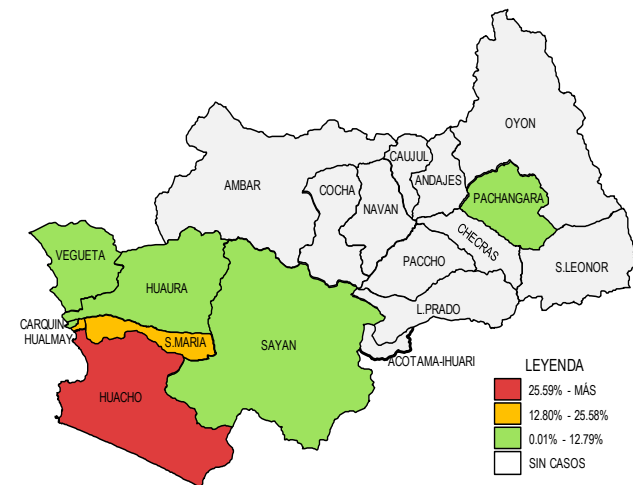 OYON
CAUJUL
ANDAJES
AMBAR
COCHA
NAVAN
PACHANGARA
CHECRAS
VEGUETA
PACCHO
S.LEONOR
HUAURA
L.PRADO
CARQUIN
HUALMAY
S.MARIA
SAYAN
ACOTAMA-IHUARI
HUACHO
LEYENDA
25.59% - MÁS
12.80% - 25.58%
0.01% - 12.79%
SIN CASOS